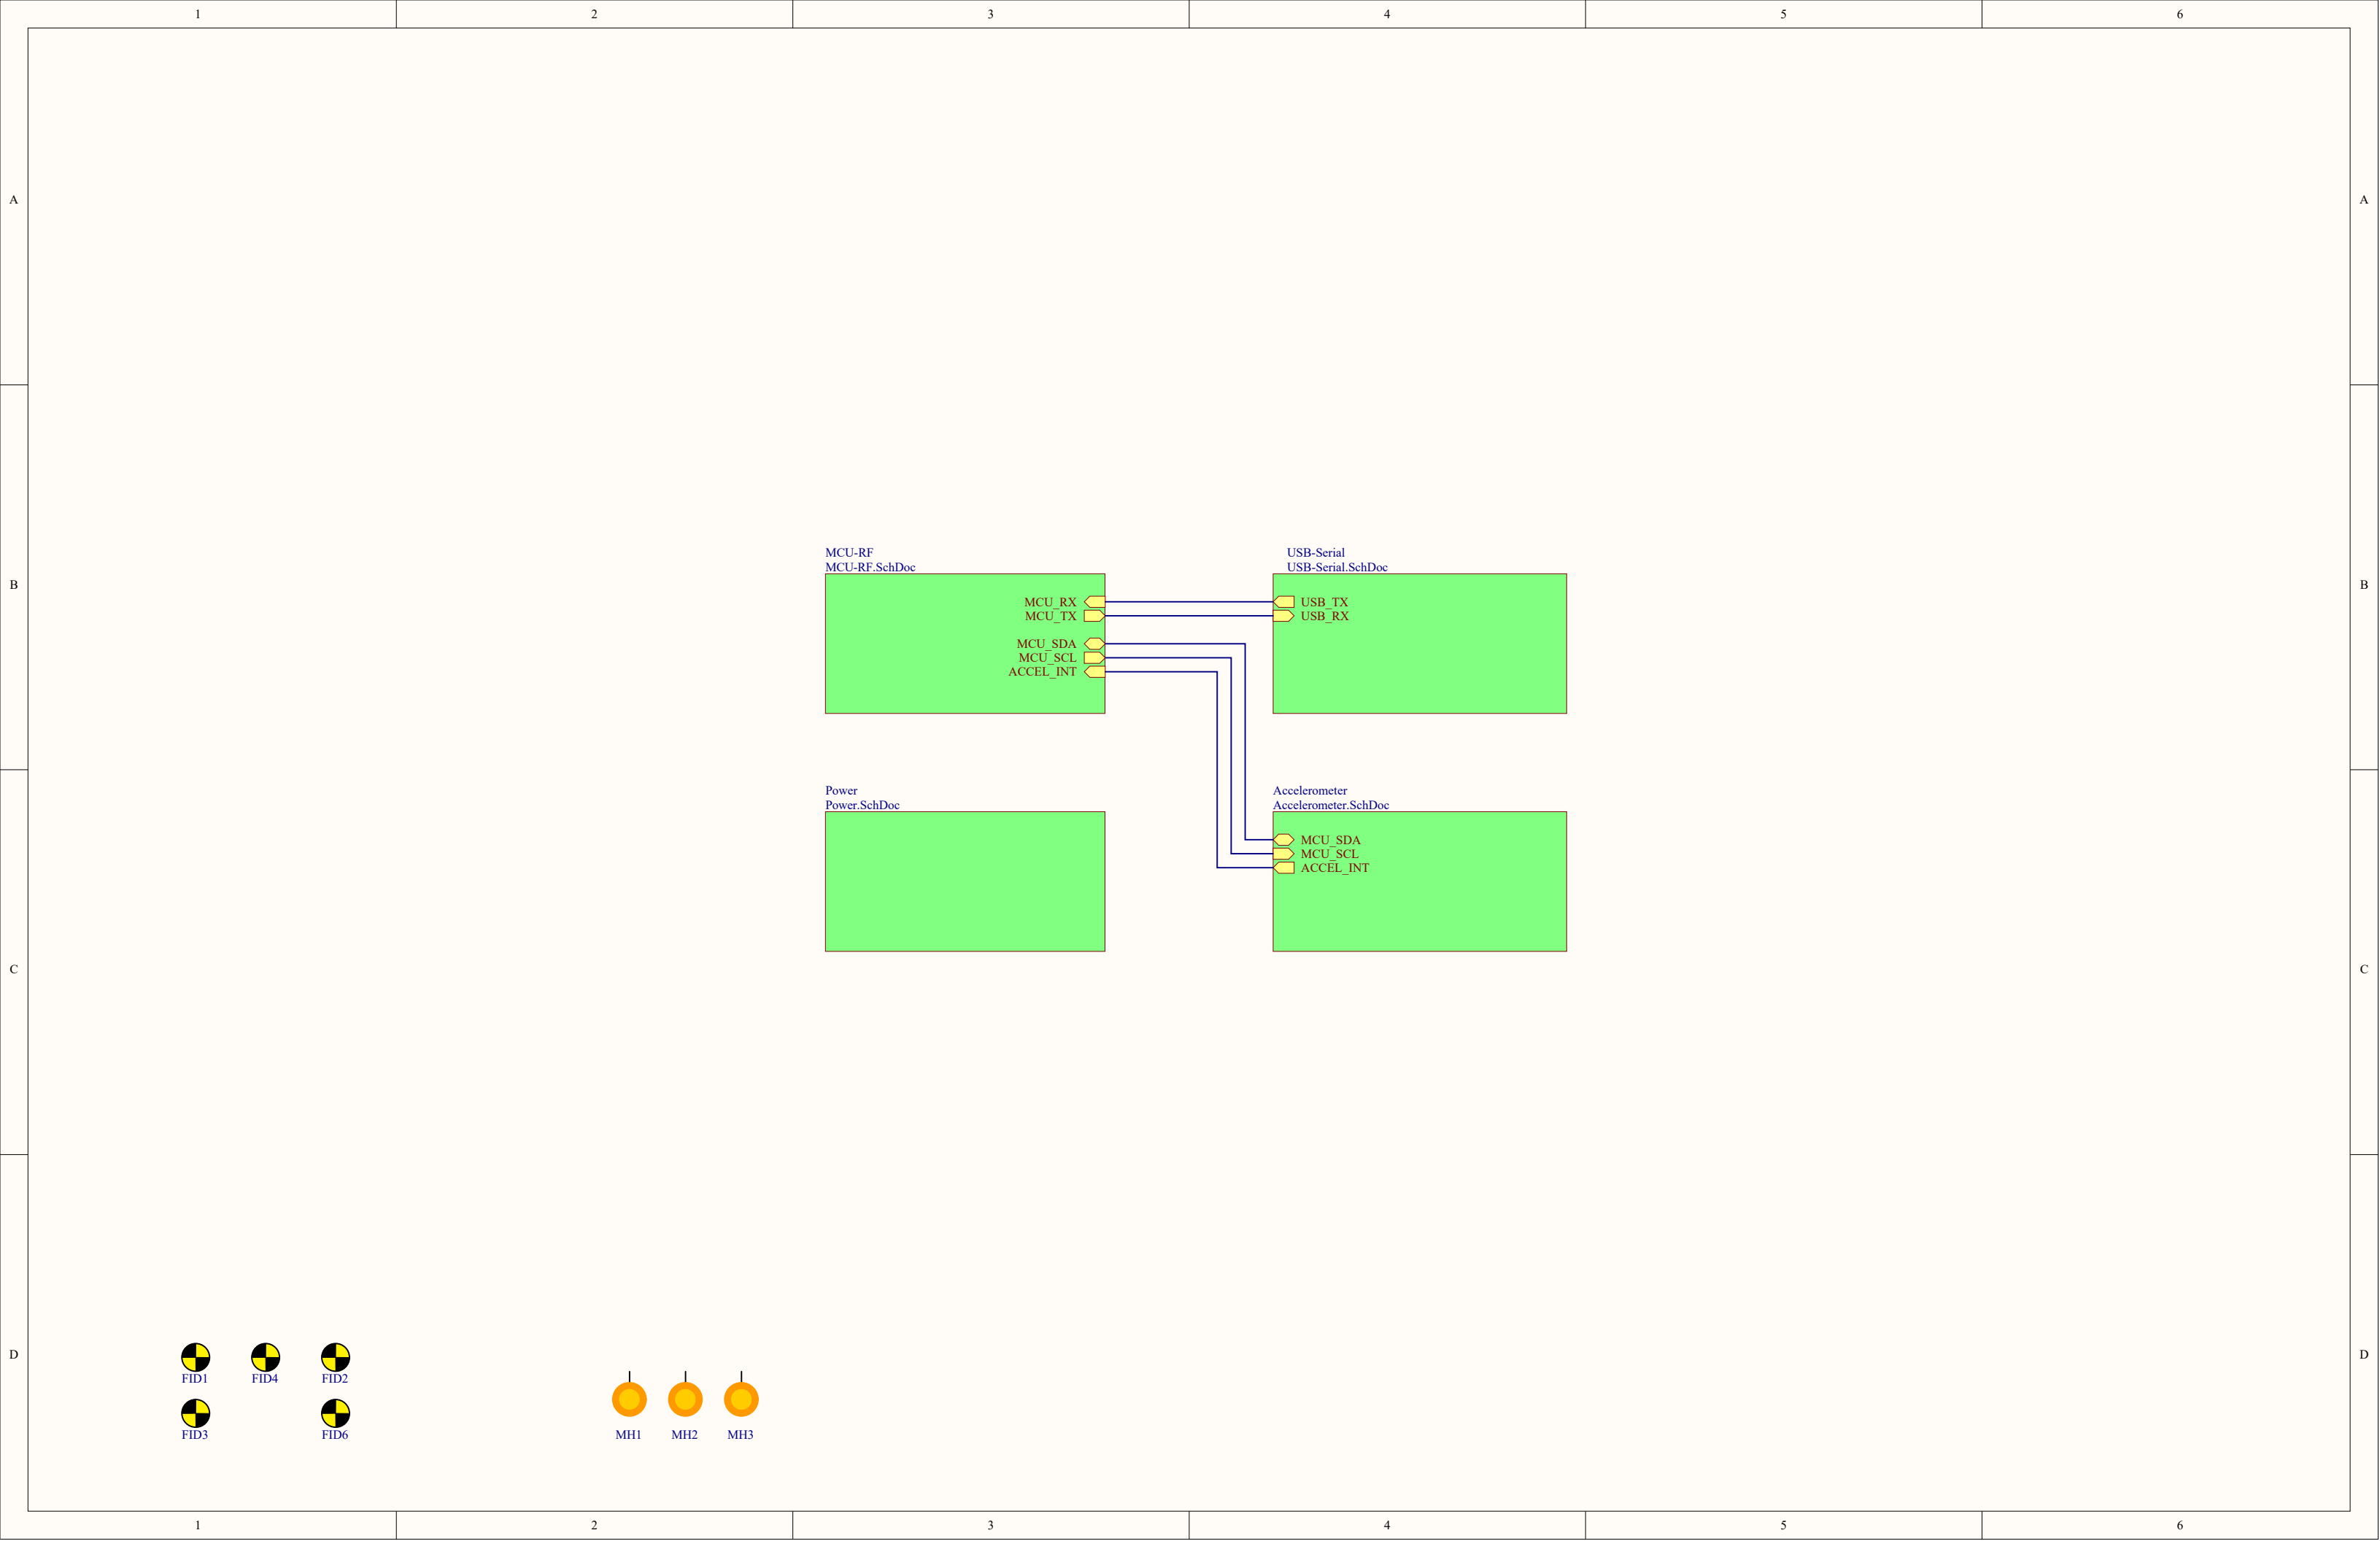 1 2 3 4 5 6
A A
MCU-RF
MCU-RF.SchDoc
USB-Serial
USB-Serial.SchDoc
B B
MCU_RX
MCU_TX
MCU_SDA
MCU_SCL
ACCEL_INT
USB_TX
USB_RX
Power
Power.SchDoc
Accelerometer
Accelerometer.SchDoc
MCU_SDA
MCU_SCL
ACCEL_INT
C C
D D
FID1 FID4 FID2
FID3 FID6
MH1 MH2 MH3
1 2 3 4 5 6